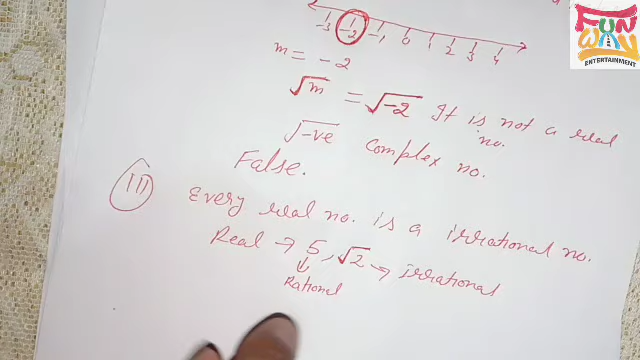 FUN
WAN
ENTERTAINMENT
-3 -2 -1 0 1 2 3 4
m = -2
√m = √-2 It is not a real no.
√-ve complex no.
False.
III Every real no. is a irrational no.
Real → 5, √2 → irrational
↓
Rational